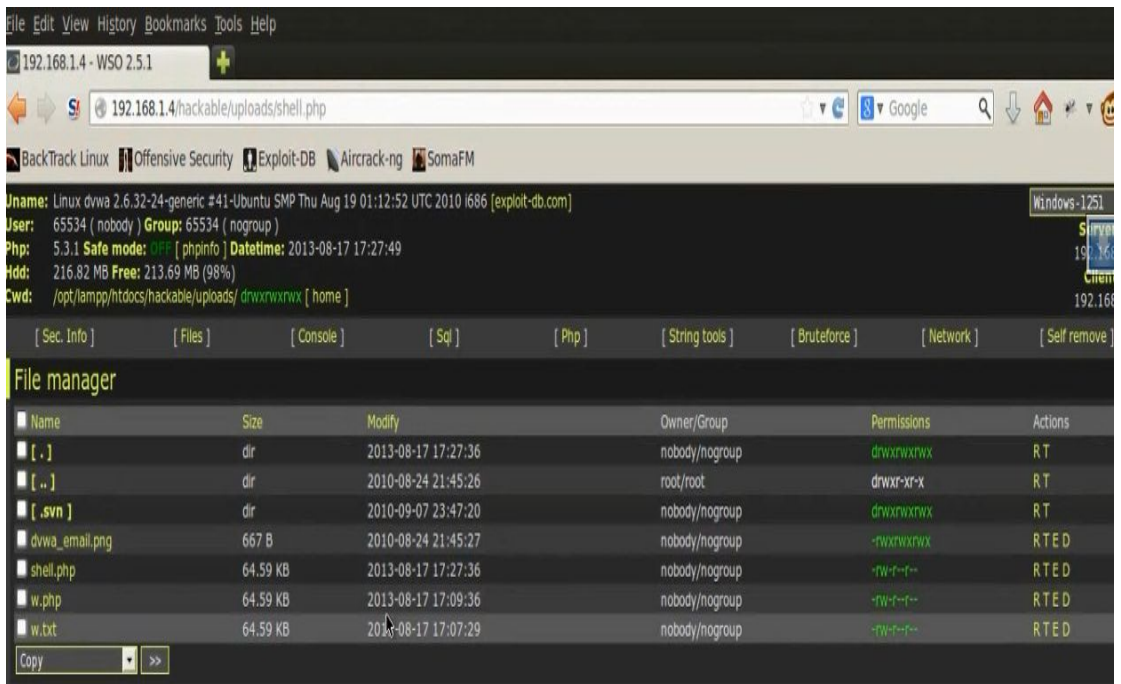 File Edit View History Bookmarks Tools Help
192.168.1.4 - WSO 2.5.1
192.168.1.4/hackable/uploads/shell.php
Google
BackTrack Linux Offensive Security Exploit-DB Aircrack-ng SomaFM
Uname: Linux dvwa 2.6.32-24-generic #41-Ubuntu SMP Thu Aug 19 01:12:52 UTC 2010 i686 [exploit-db.com] Windows-1251
User: 65534 ( nobody ) Group: 65534 ( nogroup )
Php: 5.3.1 Safe mode: OFF [ phpinfo ] Datetime: 2013-08-17 17:27:49
Hdd: 216.82 MB Free: 213.69 MB (98%)
Cwd: /opt/lampp/htdocs/hackable/uploads/ drwxrwxrwx [ home ] 192.168
[ Sec. Info ] [ Files ] [ Console ] [ Sql ] [ Php ] [ String tools ] [ Bruteforce ] [ Network ] [ Self remove ]
File manager
Name Size Modify Owner/Group Permissions Actions
[ . ] dir 2013-08-17 17:27:36 nobody/nogroup drwxrwxrwx R T
[ .. ] dir 2010-08-24 21:45:26 root/root drwxr-xr-x R T
[ .svn ] dir 2010-09-07 23:47:20 nobody/nogroup drwxrwxrwx R T
dvwa_email.png 667 B 2010-08-24 21:45:27 nobody/nogroup -rwxrwxrwx R T E D
shell.php 64.59 KB 2013-08-17 17:27:36 nobody/nogroup -rw-r--r-- R T E D
w.php 64.59 KB 2013-08-17 17:09:36 nobody/nogroup -rw-r--r-- R T E D
w.txt 64.59 KB 2013-08-17 17:07:29 nobody/nogroup -rw-r--r-- R T E D
Copy >>